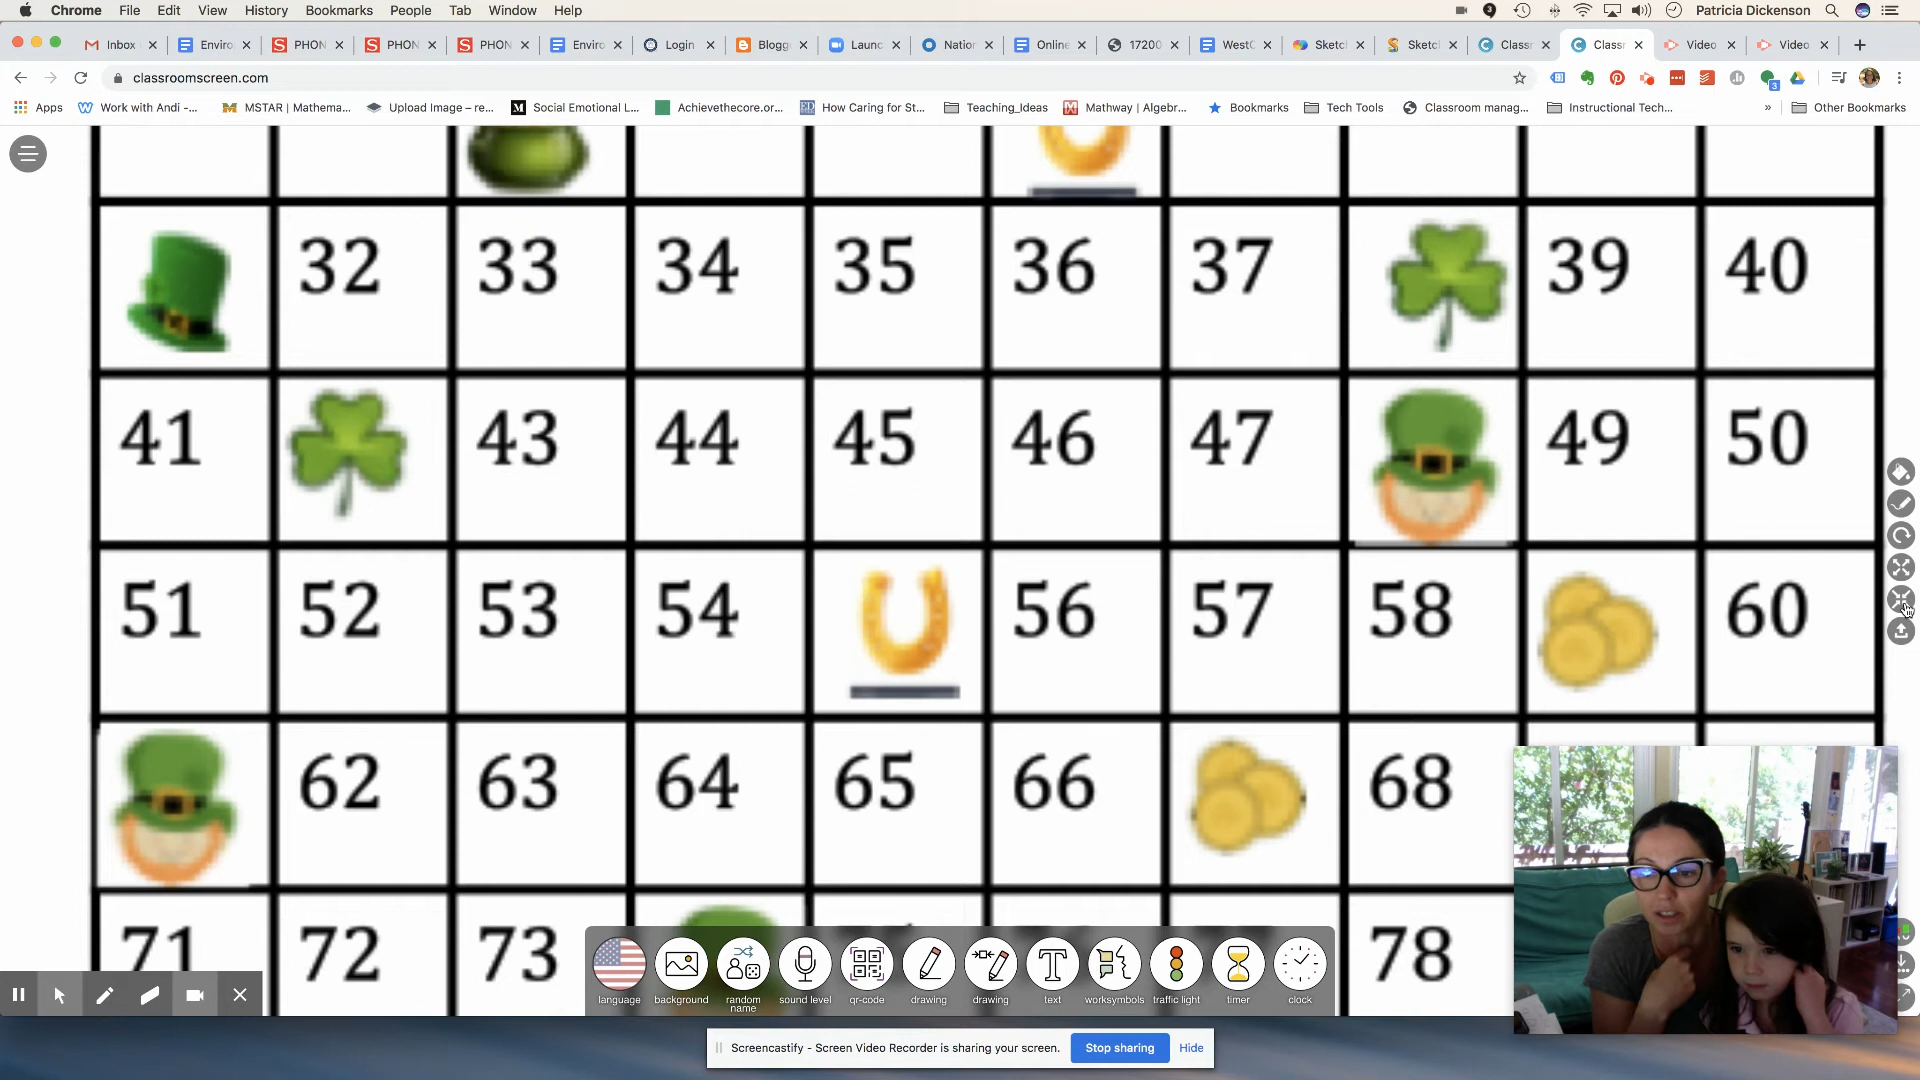 Chrome File Edit View History Bookmarks People Tab Window Help 3 Patricia Dickenson
Inbox Enviro PHON PHON PHON Enviro Login Blogg Launc Nation Online 17200 WestC Sketch Sketc Classr Classr Video Video
classroomscreen.com
Apps Work with Andi -... MSTAR | Mathema... Upload Image – re... Social Emotional L... Achievethecore.or... How Caring for St... Teaching_Ideas Mathway | Algebr... Bookmarks Tech Tools Classroom manag... Instructional Tech... » Other Bookmarks
32 33 34 35 36 37 39 40
41 43 44 45 46 47 49 50
51 52 53 54 56 57 58 60
62 63 64 65 66 68
71 72 73 78
language background random name sound level qr-code drawing drawing text worksymbols traffic light timer clock
Screencastify - Screen Video Recorder is sharing your screen. Stop sharing Hide